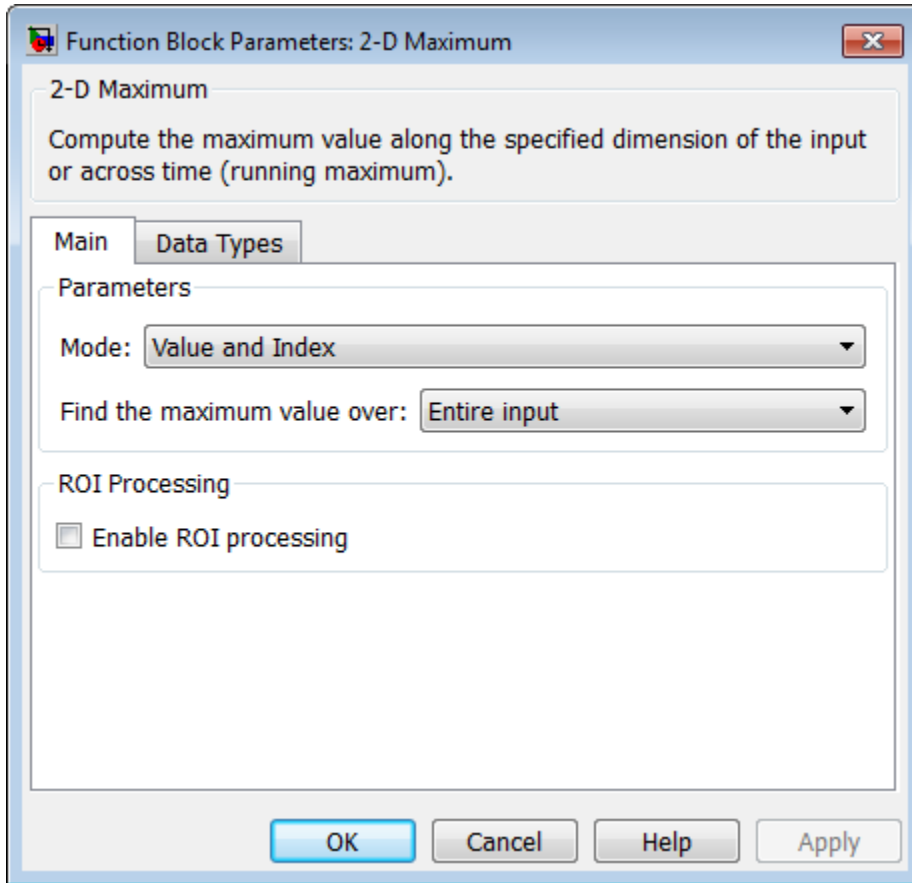 Function Block Parameters: 2-D Maximum
2-D Maximum
Compute the maximum value along the specified dimension of the input
or across time (running maximum).
Main Data Types
Parameters
Mode: Value and Index
Find the maximum value over: Entire input
ROI Processing
Enable ROI processing
OK Cancel Help Apply